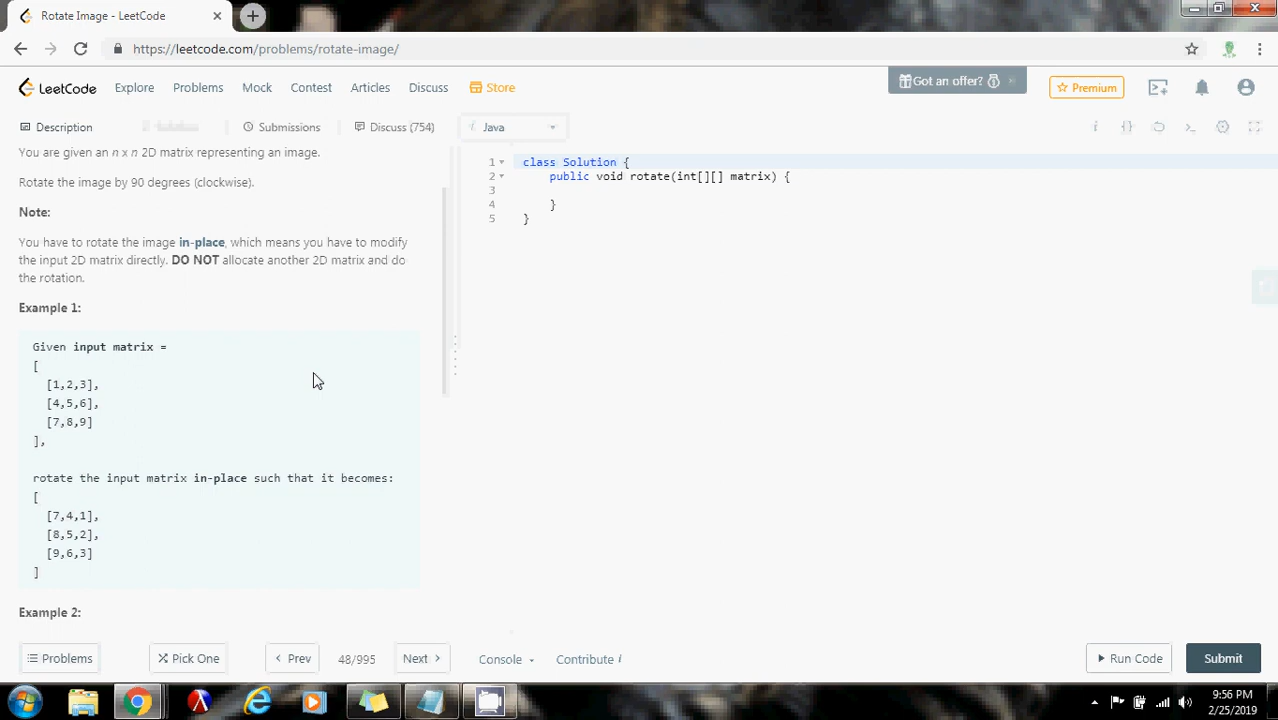 Rotate Image - LeetCode
https://leetcode.com/problems/rotate-image/
LeetCode Explore Problems Mock Contest Articles Discuss Store Got an offer? Premium
Description Submissions Discuss (754) Java
You are given an n x n 2D matrix representing an image.
Rotate the image by 90 degrees (clockwise).
Note:
You have to rotate the image in-place, which means you have to modify
the input 2D matrix directly. DO NOT allocate another 2D matrix and do
the rotation.
Example 1:
Given input matrix =
[
[1,2,3],
[4,5,6],
[7,8,9]
],
rotate the input matrix in-place such that it becomes:
[
[7,4,1],
[8,5,2],
[9,6,3]
]
Example 2:
1 class Solution {
2 public void rotate(int[][] matrix) {
3
4 }
5 }
Problems Pick One Prev 48/995 Next Console Contribute i Run Code Submit
9:56 PM
2/25/2019